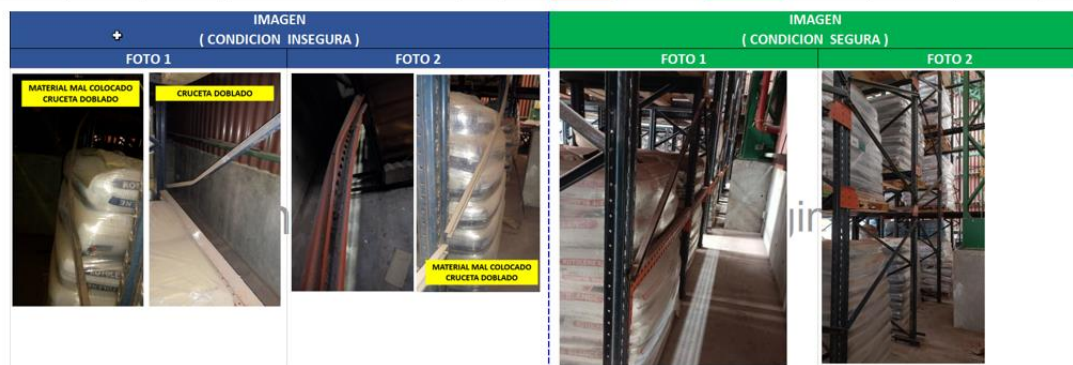 IMAGEN
( CONDICION INSEGURA )
IMAGEN
( CONDICION SEGURA )
FOTO 1
FOTO 2
FOTO 1
FOTO 2
MATERIAL MAL COLOCADO
CRUCETA DOBLADO
CRUCETA DOBLADO
MATERIAL MAL COLOCADO
CRUCETA DOBLADO